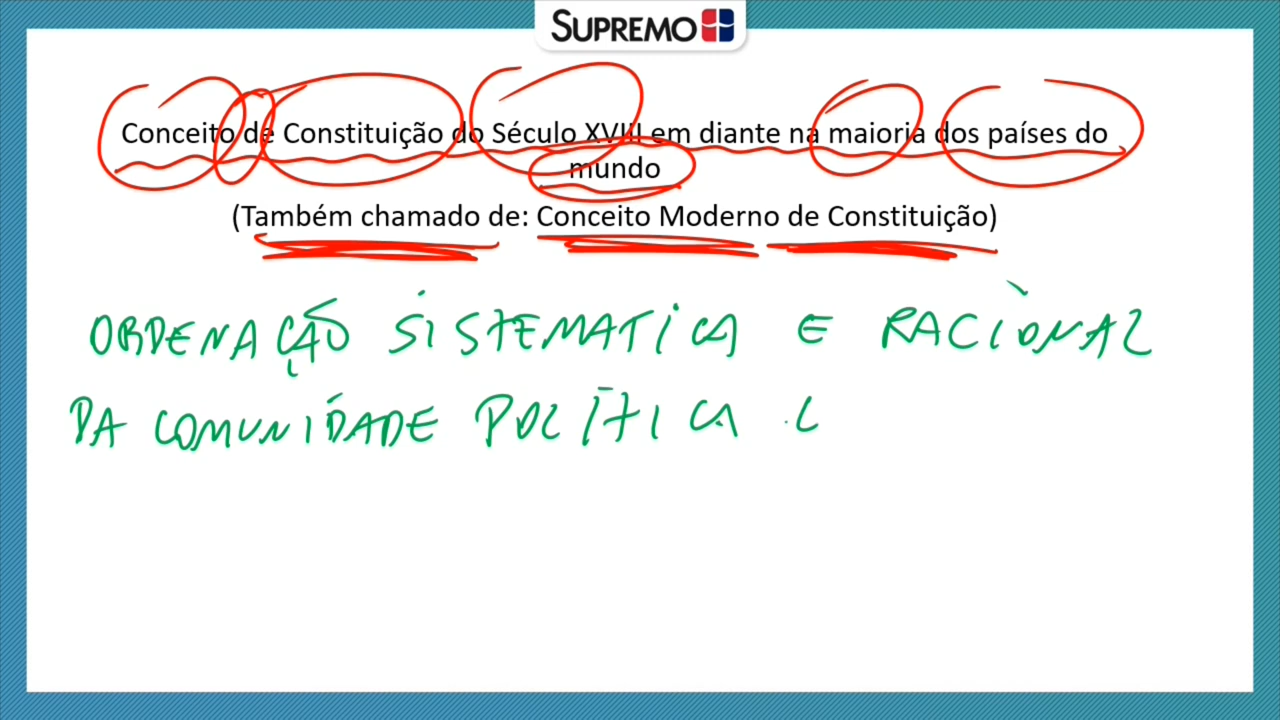 SUPREMO
Conceito de Constituição do Século XVIII em diante na maioria dos países do
mundo
(Também chamado de: Conceito Moderno de Constituição)
ORDENAÇÃO SISTEMATICA E RACIONAL
DA COMUNIDADE POLÍTICA